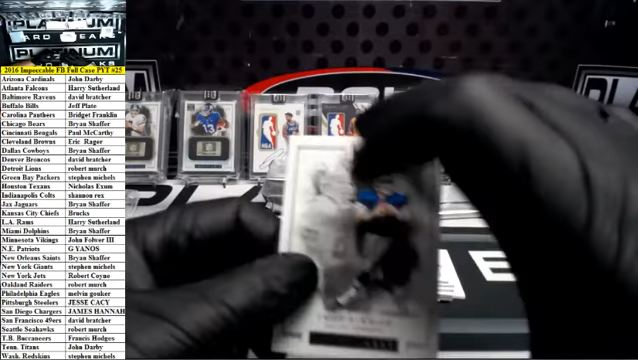 PLATINUM
PLATINUM
2016 Impeccable FB Full Case PYT #25
Arizona Cardinals John Darby
Atlanta Falcons Harry Sutherland
Baltimore Ravens david bratcher
Buffalo Bills Jeff Plate
Carolina Panthers Bridget Franklin
Chicago Bears Bryan Shaffer
Cincinnati Bengals Paul McCarthy
Cleveland Browns Eric Rager
Dallas Cowboys Bryan Shaffer
Denver Broncos david bratcher
Detroit Lions robert murch
Green Bay Packers stephen michels
Houston Texans Nicholas Exum
Indianapolis Colts shannon rex
Jax Jaguars Bryan Shaffer
Kansas City Chiefs Brucks
L.A. Rams Harry Sutherland
Miami Dolphins Bryan Shaffer
Minnesota Vikings John Folwer III
N.E. Patriots G YANOS
New Orleans Saints Bryan Shaffer
New York Giants stephen michels
New York Jets Robert Coyne
Oakland Raiders robert murch
Philadelphia Eagles melvin gouker
Pittsburgh Steelers JESSE CACY
San Diego Chargers JAMES HANNAH
San Francisco 49ers david bratcher
Seattle Seahawks robert murch
T.B. Buccaneers Francis Hodges
Tenn. Titans John Darby
Wash. Redskins stephen michels
13